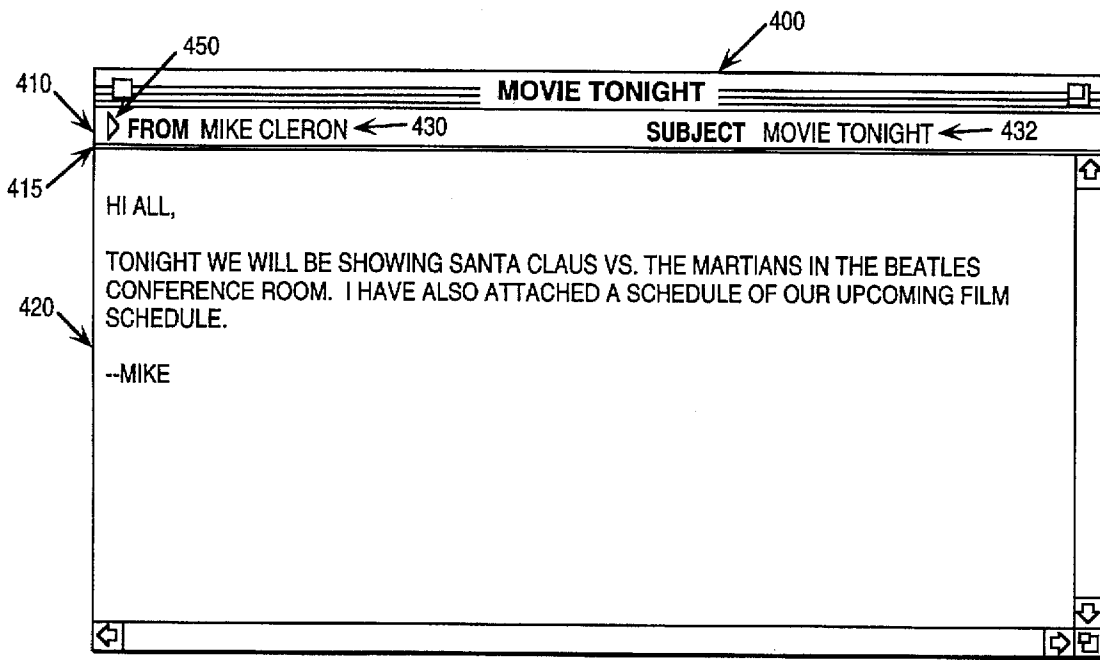 400
450
MOVIE TONIGHT
410
FROM MIKE CLERON 430 SUBJECT MOVIE TONIGHT 432
415
HI ALL,
TONIGHT WE WILL BE SHOWING SANTA CLAUS VS. THE MARTIANS IN THE BEATLES
CONFERENCE ROOM. I HAVE ALSO ATTACHED A SCHEDULE OF OUR UPCOMING FILM
SCHEDULE.
420
--MIKE